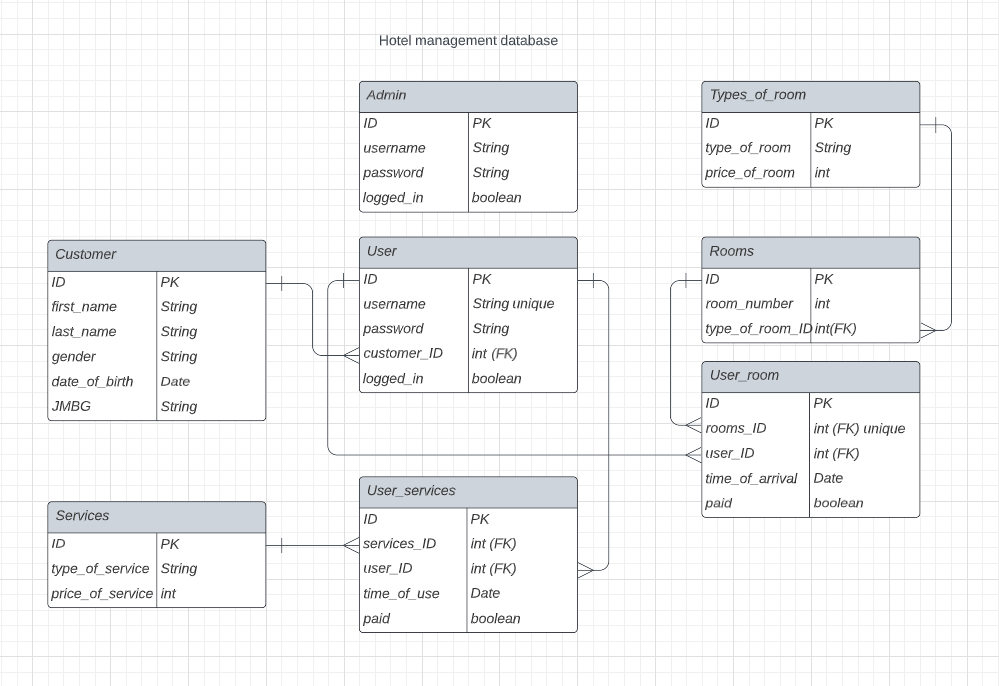 Hotel management database
Admin
ID PK
username String
password String
logged_in boolean
Types_of_room
ID PK
type_of_room String
price_of_room int
Customer
ID PK
first_name String
last_name String
gender String
date_of_birth Date
JMBG String
User
ID PK
username String unique
password String
customer_ID int (FK)
logged_in boolean
Rooms
ID PK
room_number int
type_of_room_ID int(FK)
User_room
ID PK
rooms_ID int (FK) unique
user_ID int (FK)
time_of_arrival Date
paid boolean
Services
ID PK
type_of_service String
price_of_service int
User_services
ID PK
services_ID int (FK)
user_ID int (FK)
time_of_use Date
paid boolean